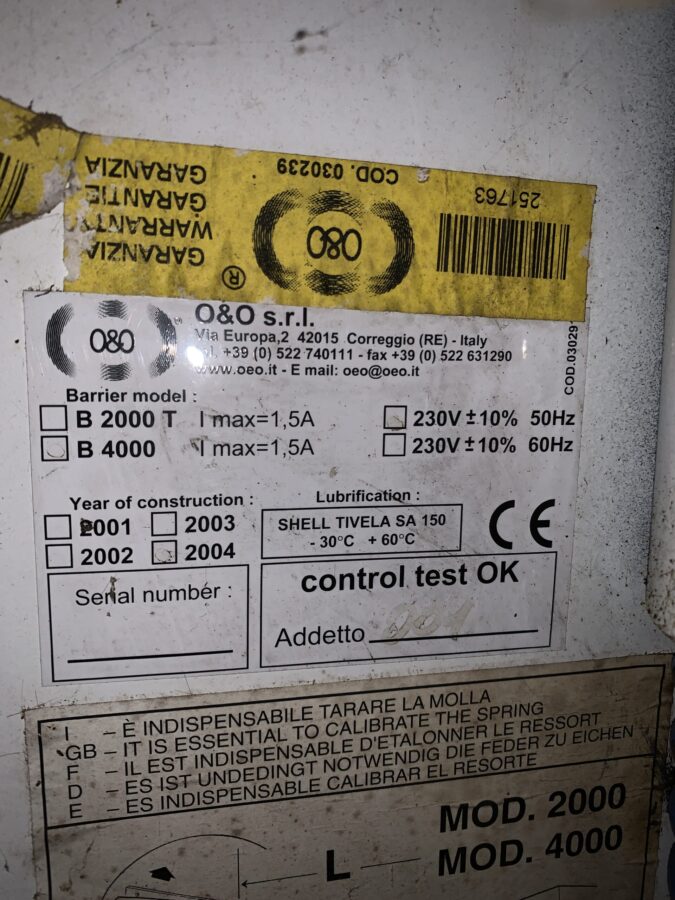 GARANZIA
WARRANTY
GARANTIE
GARANZIA
®
O&O
COD. 030239
251763
O&O
O&O s.r.l.
Via Europa,2 42015 Correggio (RE) - Italy
tel. +39 (0) 522 740111 - fax +39 (0) 522 631290
www.oeo.it - E mail: oeo@oeo.it
COD.03029
Barrier model :
B 2000 T I max=1,5A 230V ±10% 50Hz
B 4000 I max=1,5A 230V ±10% 60Hz
Year of construction :
2001 2003
2002 2004
Lubrification :
SHELL TIVELA SA 150
- 30°C + 60°C
CE
Serial number :
control test OK
Addetto
I – È INDISPENSABILE TARARE LA MOLLA
GB – IT IS ESSENTIAL TO CALIBRATE THE SPRING
F – IL EST INDISPENSABLE D'ETALONNER LE RESSORT
D – ES IST UNDEDINGT NOTWENDIG DIE FEDER ZU EICHEN
E – ES INDISPENSABLE CALIBRAR EL RESORTE
MOD. 2000
MOD. 4000
L